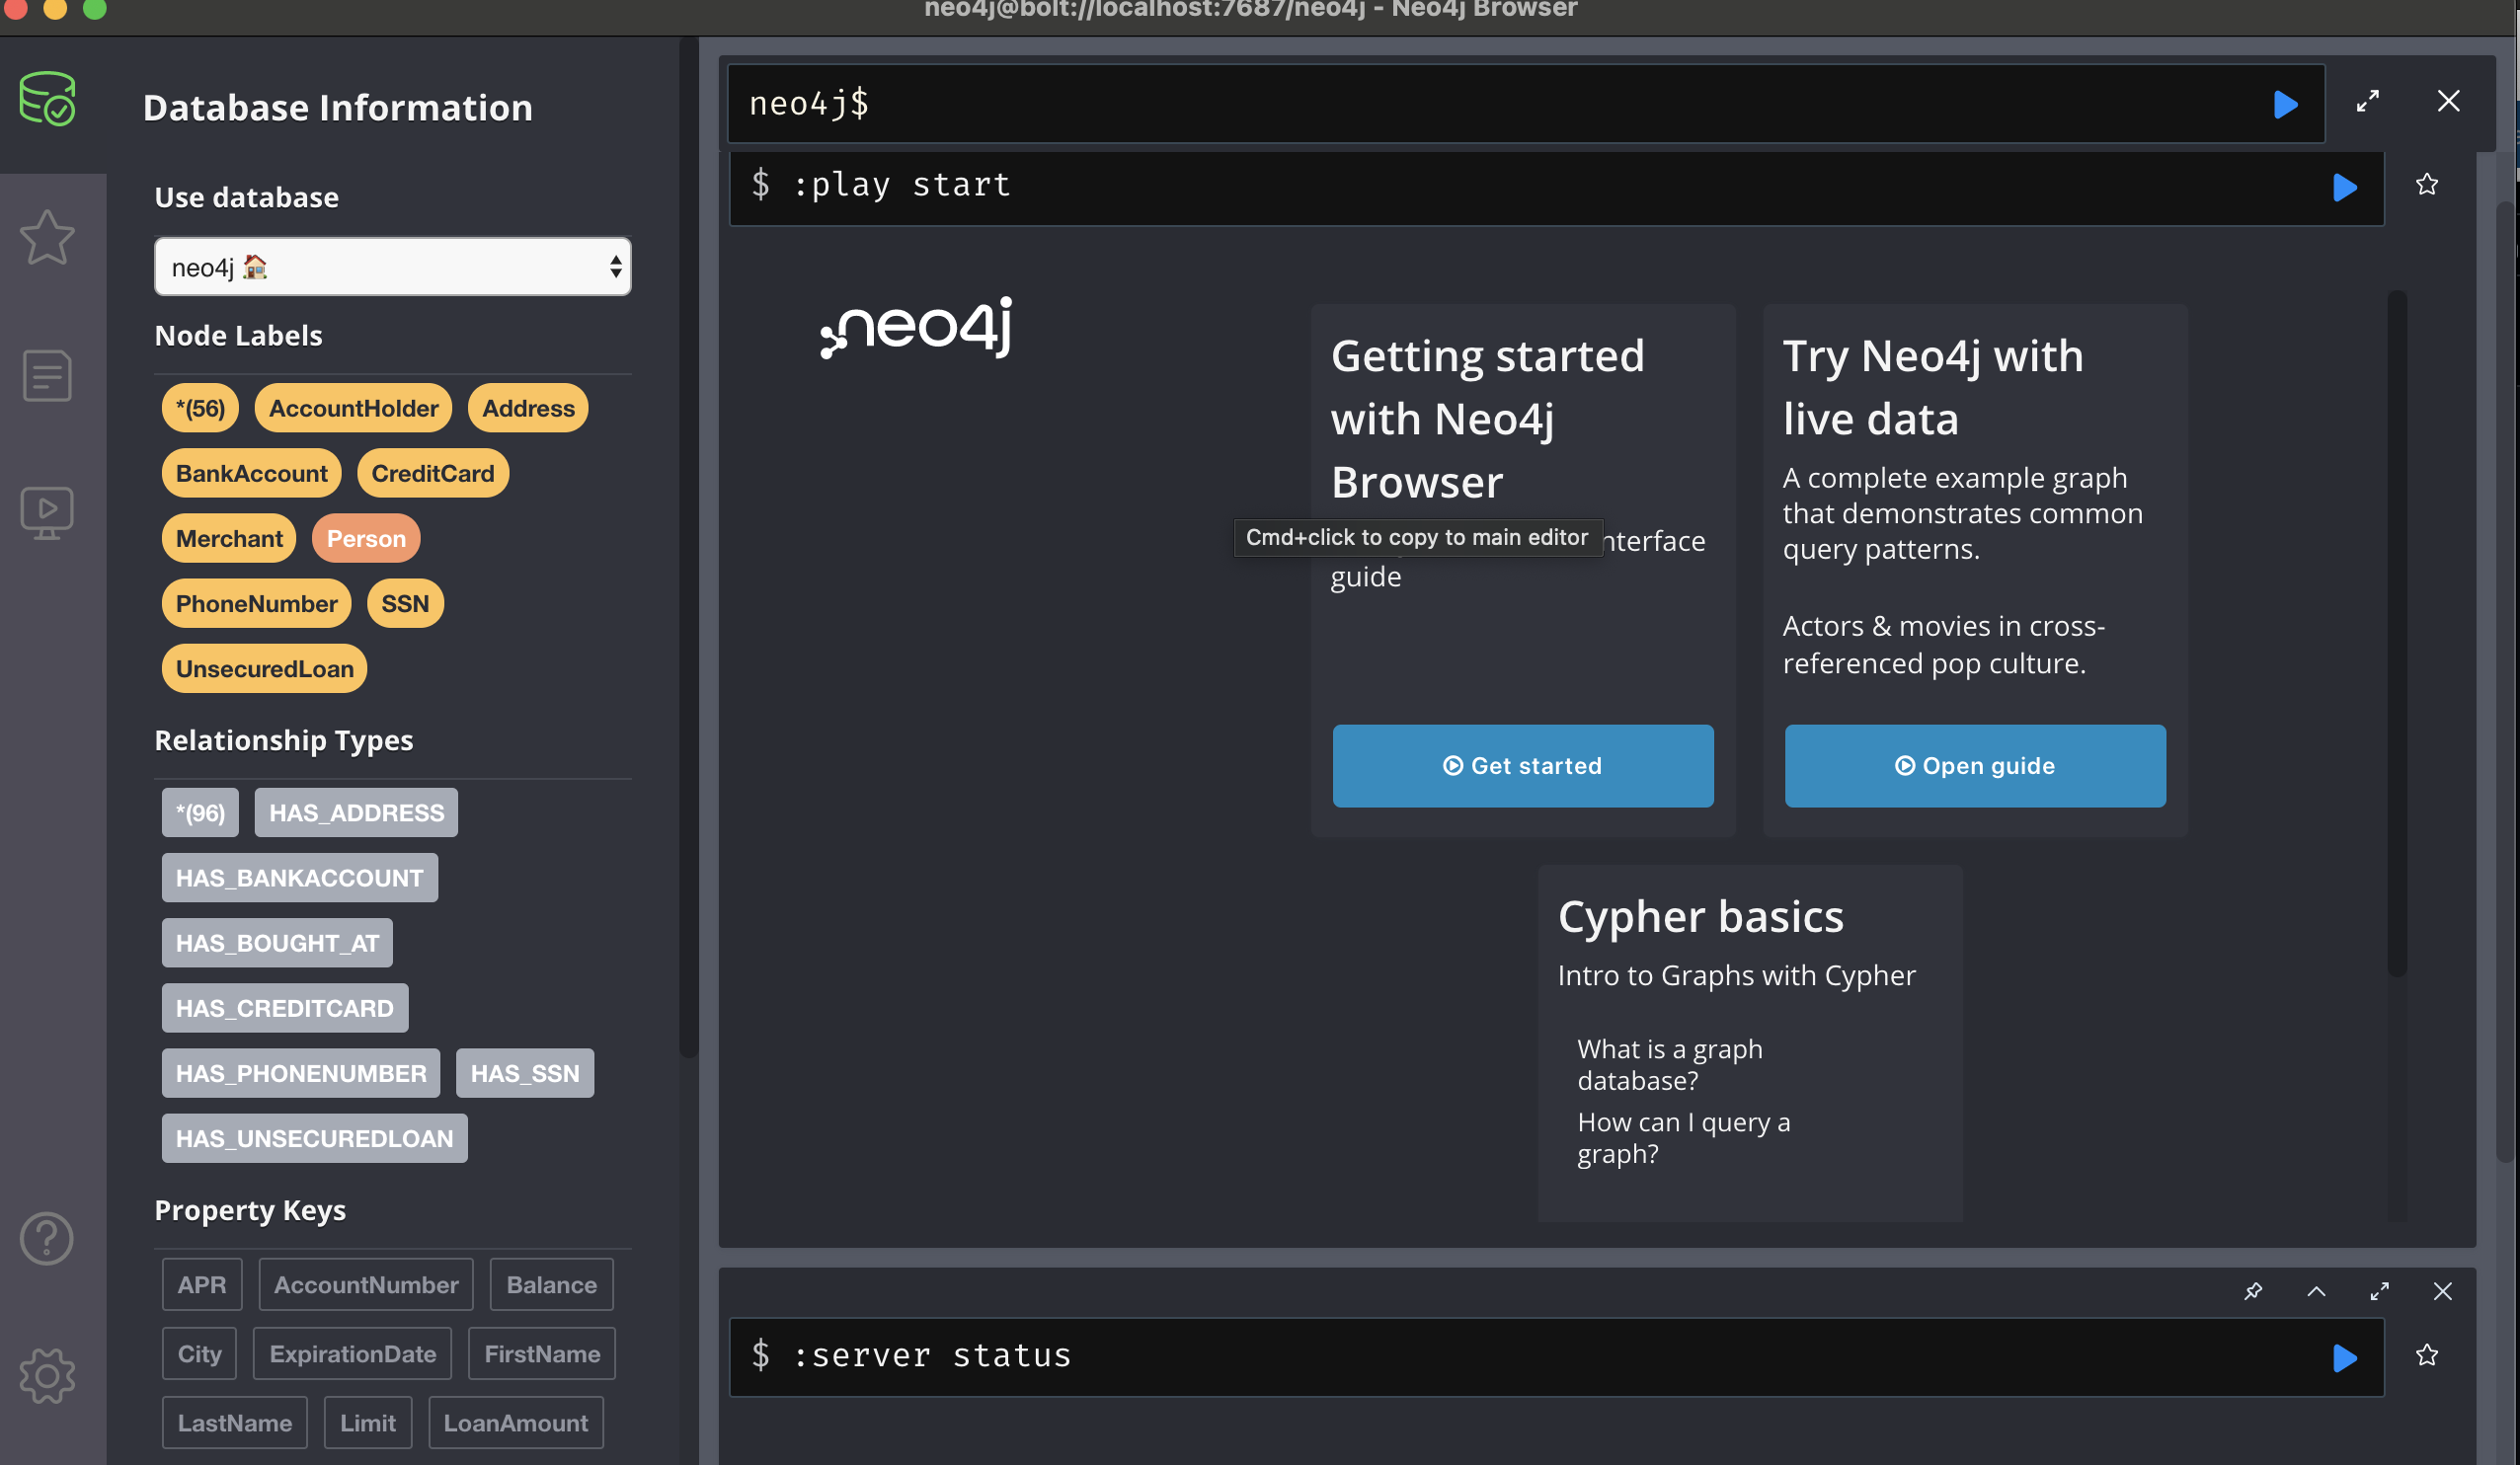 neo4j@bolt://localhost:7687/neo4j - Neo4j Browser
Database Information
Use database
neo4j 🏠
Node Labels
*(56) AccountHolder Address
BankAccount CreditCard
Merchant Person
PhoneNumber SSN
UnsecuredLoan
Relationship Types
*(96) HAS_ADDRESS
HAS_BANKACCOUNT
HAS_BOUGHT_AT
HAS_CREDITCARD
HAS_PHONENUMBER HAS_SSN
HAS_UNSECUREDLOAN
Property Keys
APR AccountNumber Balance
City ExpirationDate FirstName
LastName Limit LoanAmount
neo4j$
$ :play start
neo4j
Getting started
with Neo4j
Browser
Cmd+click to copy to main editor
guide
Get started
Try Neo4j with
live data
A complete example graph
that demonstrates common
query patterns.
Actors & movies in cross-
referenced pop culture.
Open guide
Cypher basics
Intro to Graphs with Cypher
What is a graph
database?
How can I query a
graph?
$ :server status